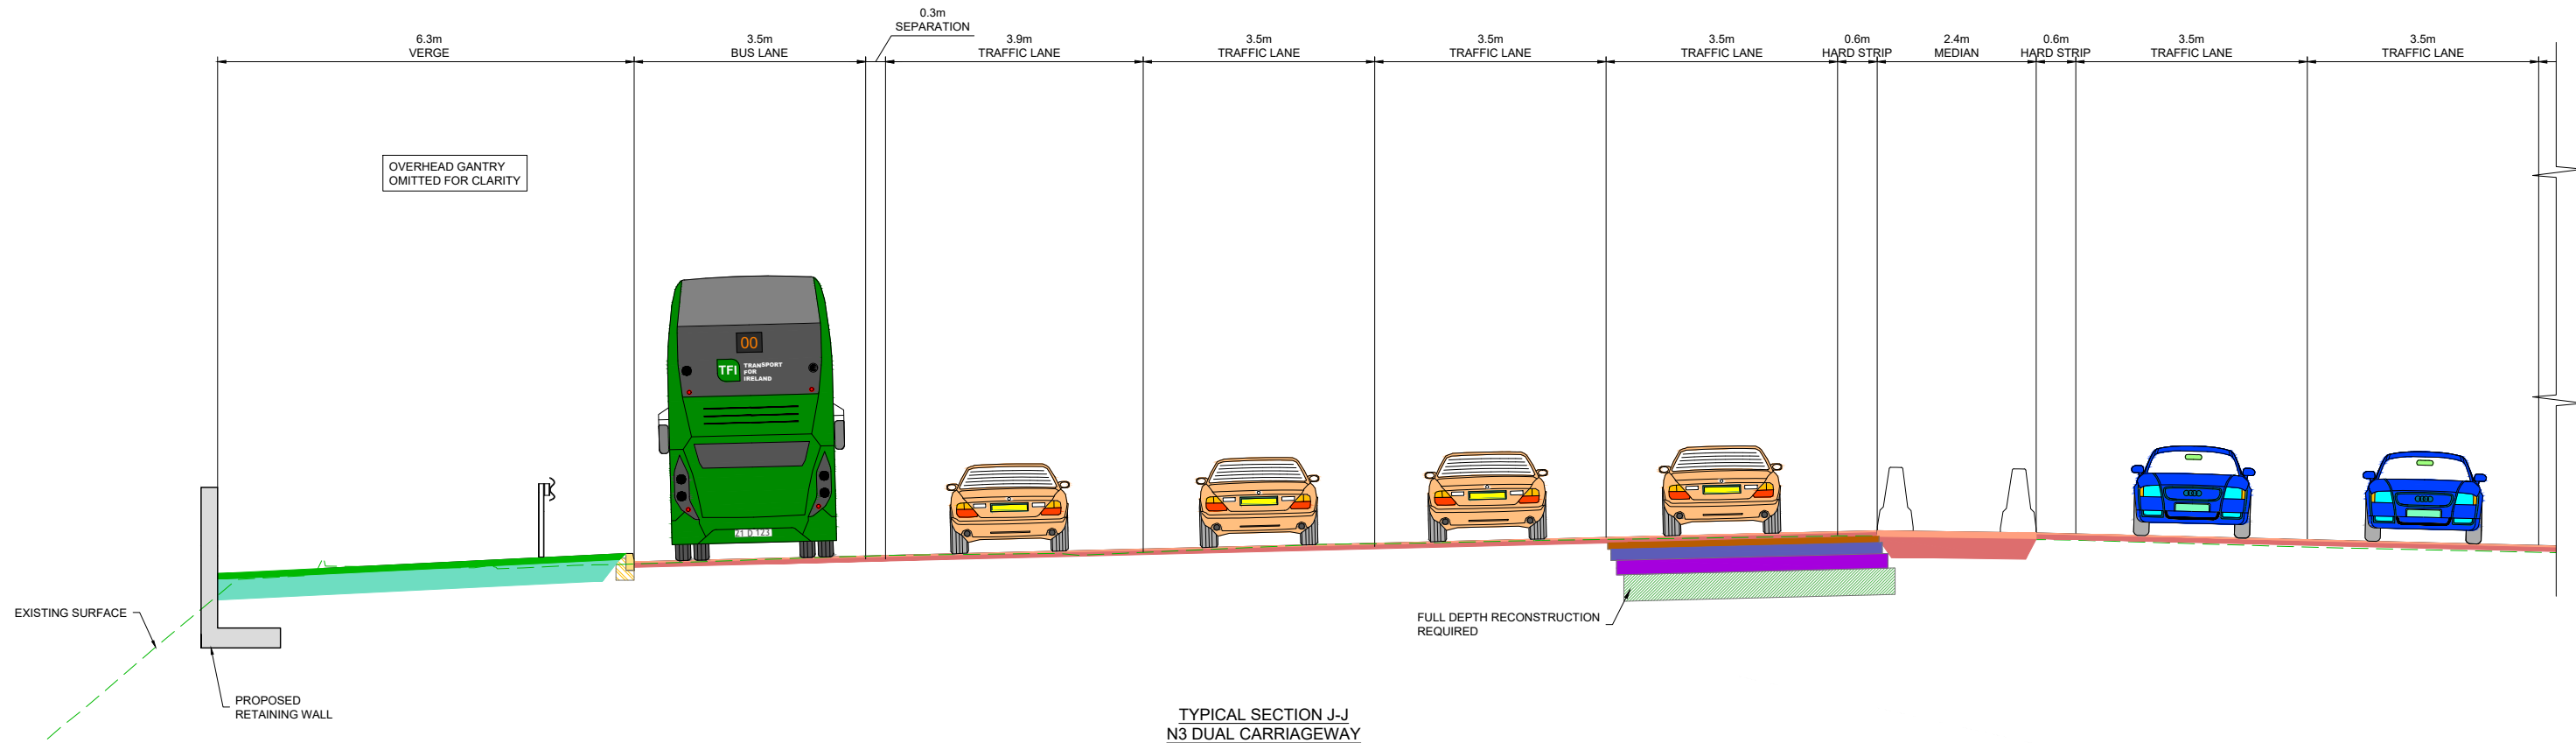 0.3m
SEPARATION
6.3m
VERGE
3.5m
BUS LANE
3.9m
TRAFFIC LANE
3.5m
TRAFFIC LANE
3.5m
TRAFFIC LANE
3.5m
TRAFFIC LANE
0.6m
HARD STRIP
2.4m
MEDIAN
0.6m
HARD STRIP
3.5m
TRAFFIC LANE
3.5m
TRAFFIC LANE
OVERHEAD GANTRY
OMITTED FOR CLARITY
00
TFI
TRANSPORT
FOR
IRELAND
21 D 123
EXISTING SURFACE
FULL DEPTH RECONSTRUCTION
REQUIRED
PROPOSED
RETAINING WALL
TYPICAL SECTION J-J
N3 DUAL CARRIAGEWAY